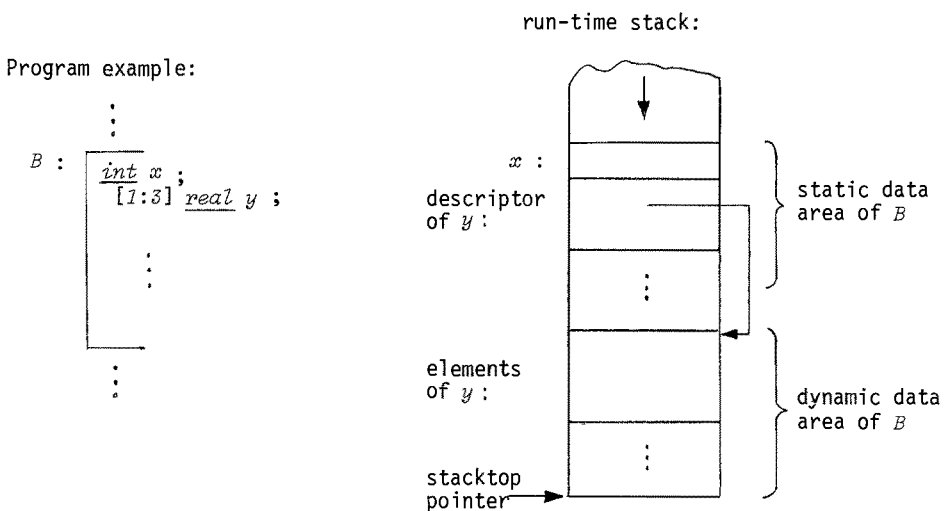 run-time stack:
Program example:
B :
int x ;
[1:3] real y ;
x :
descriptor
of y :
static data
area of B
elements
of y :
dynamic data
area of B
stacktop
pointer